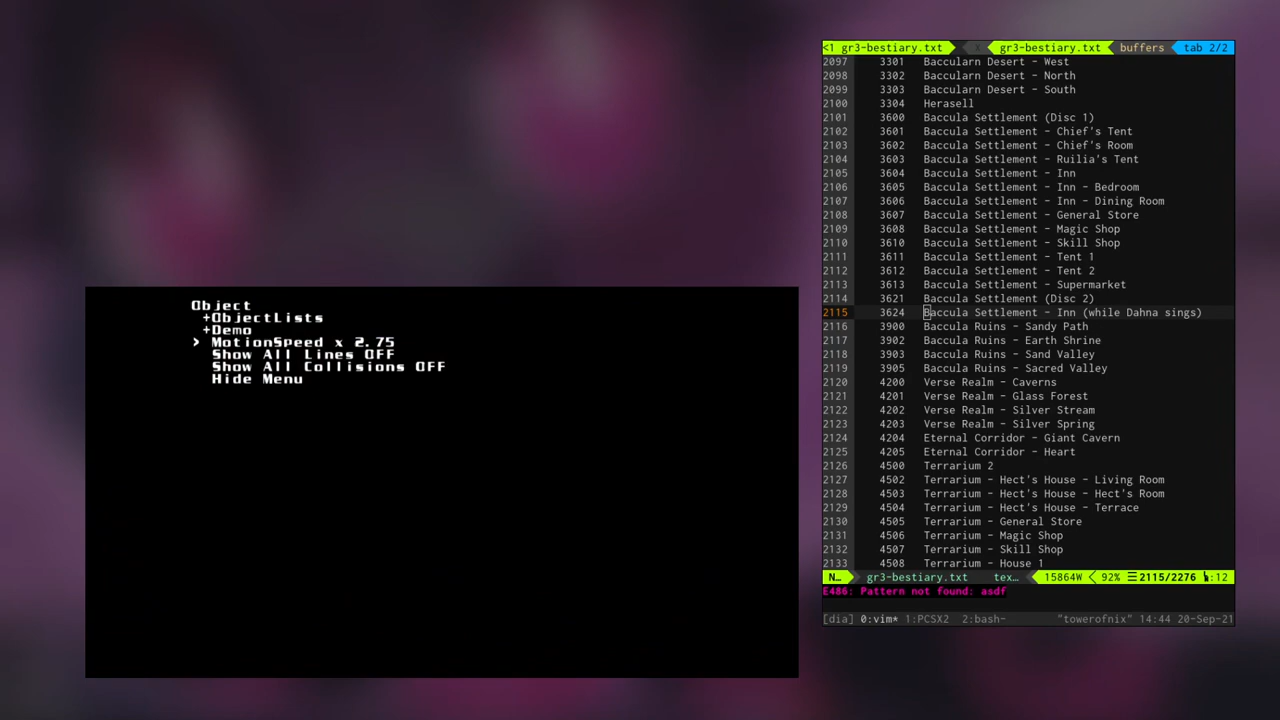 Object
+ObjectLists
+Demo
> MotionSpeed x 2.75
Show All Lines OFF
Show All Collisions OFF
Hide Menu
<1 gr3-bestiary.txt X gr3-bestiary.txt buffers tab 2/2
2097 3301 Baccularn Desert - West
2098 3302 Baccularn Desert - North
2099 3303 Baccularn Desert - South
2100 3304 Herasell
2101 3600 Baccula Settlement (Disc 1)
2102 3601 Baccula Settlement - Chief's Tent
2103 3602 Baccula Settlement - Chief's Room
2104 3603 Baccula Settlement - Ruilia's Tent
2105 3604 Baccula Settlement - Inn
2106 3605 Baccula Settlement - Inn - Bedroom
2107 3606 Baccula Settlement - Inn - Dining Room
2108 3607 Baccula Settlement - General Store
2109 3608 Baccula Settlement - Magic Shop
2110 3610 Baccula Settlement - Skill Shop
2111 3611 Baccula Settlement - Tent 1
2112 3612 Baccula Settlement - Tent 2
2113 3613 Baccula Settlement - Supermarket
2114 3621 Baccula Settlement (Disc 2)
2115 3624 Baccula Settlement - Inn (while Dahna sings)
2116 3900 Baccula Ruins - Sandy Path
2117 3902 Baccula Ruins - Earth Shrine
2118 3903 Baccula Ruins - Sand Valley
2119 3905 Baccula Ruins - Sacred Valley
2120 4200 Verse Realm - Caverns
2121 4201 Verse Realm - Glass Forest
2122 4202 Verse Realm - Silver Stream
2123 4203 Verse Realm - Silver Spring
2124 4204 Eternal Corridor - Giant Cavern
2125 4205 Eternal Corridor - Heart
2126 4500 Terrarium 2
2127 4502 Terrarium - Hect's House - Living Room
2128 4503 Terrarium - Hect's House - Hect's Room
2129 4504 Terrarium - Hect's House - Terrace
2130 4505 Terrarium - General Store
2131 4506 Terrarium - Magic Shop
2132 4507 Terrarium - Skill Shop
2133 4508 Terrarium - House 1
N… gr3-bestiary.txt tex… 15864W < 92% ☰2115/2276 :12
E486: Pattern not found: asdf
[dia] 0:vim* 1:PCSX2 2:bash- "towerofnix" 14:44 20-Sep-21